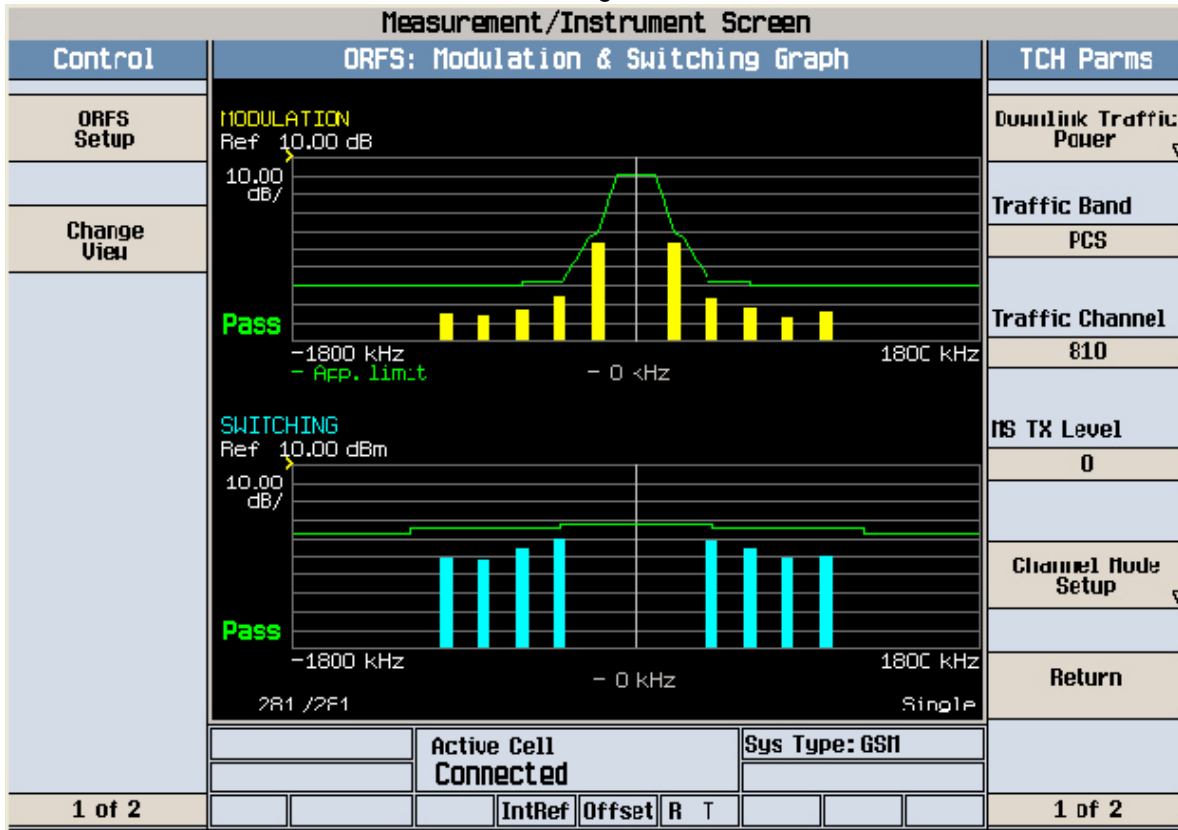 Measurement/Instrument Screen
Control
ORFS: Modulation & Switching Graph
TCH Parms
ORFS
Setup
Change
View
MODULATION
Ref 10.00 dB
10.00
dB/
Pass
-1800 kHz
1800 kHz
- App. limit
- 0 kHz
SWITCHING
Ref 10.00 dBm
10.00
dB/
Pass
-1800 kHz
1800 kHz
- 0 kHz
Single
Downlink Traffic
Power
Traffic Band
PCS
Traffic Channel
810
MS TX Level
0
Channel Mode
Setup
Return
Active Cell
Connected
Sys Type: GSM
1 of 2
IntRef
Offset
R T
1 of 2